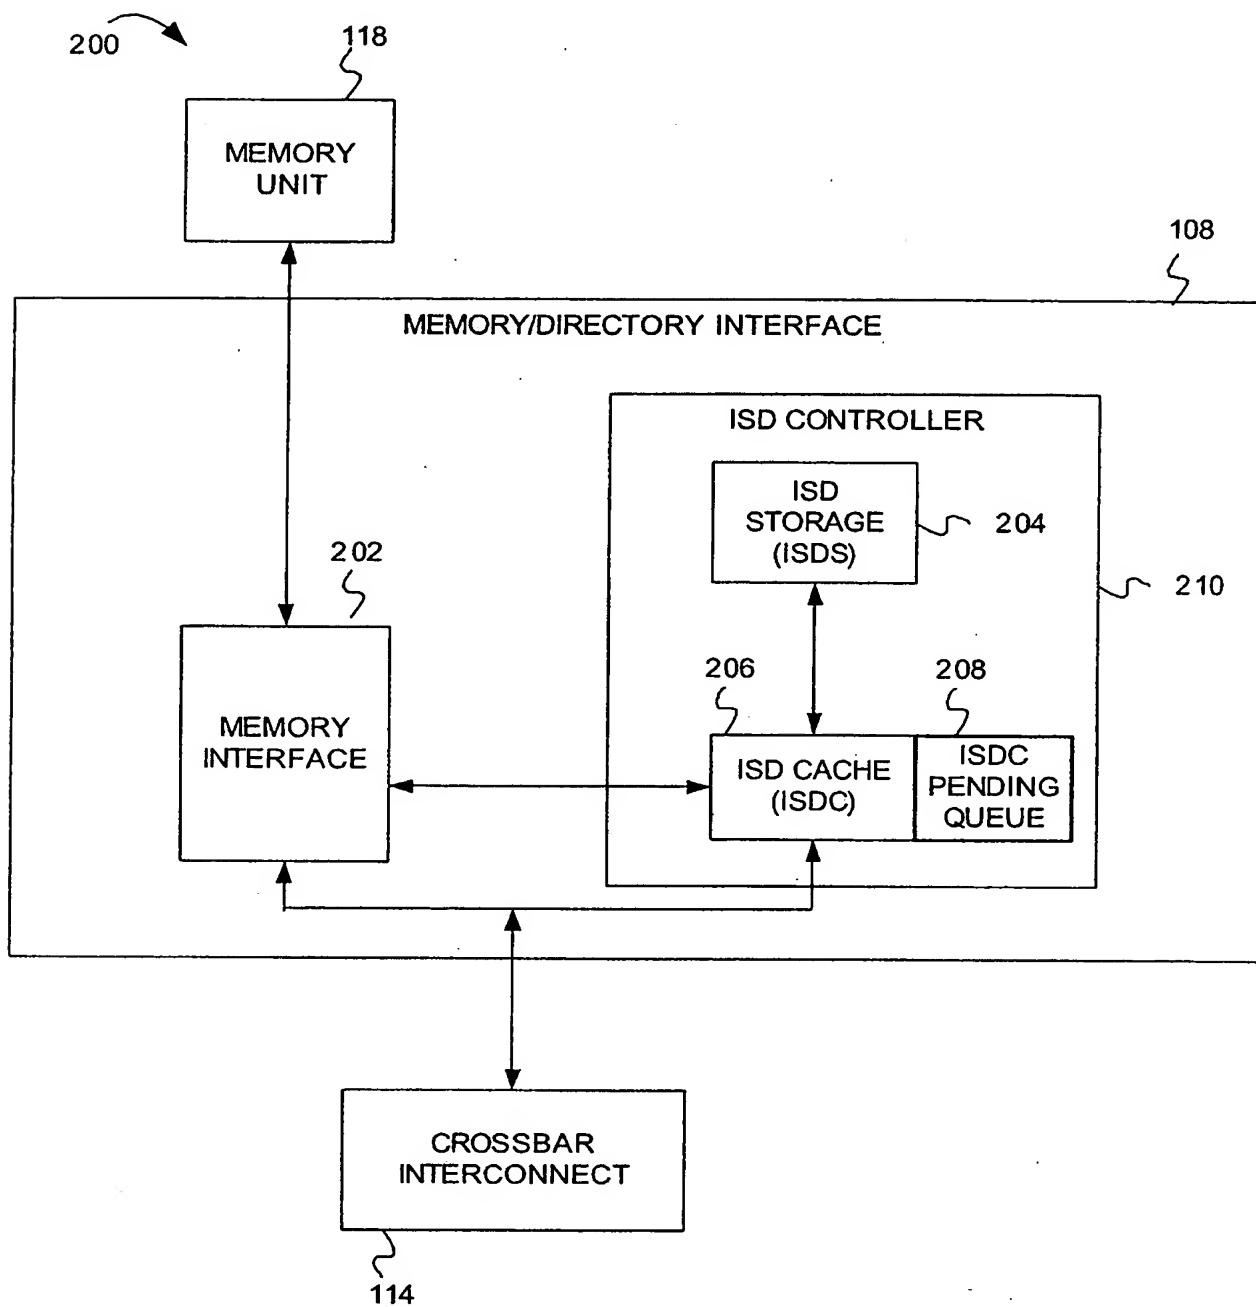 200
118
MEMORY
UNIT
108
MEMORY/DIRECTORY INTERFACE
ISD CONTROLLER
ISD
STORAGE
(ISDS)
204
202
210
206
208
MEMORY
INTERFACE
ISD CACHE
(ISDC)
ISDC
PENDING
QUEUE
CROSSBAR
INTERCONNECT
114